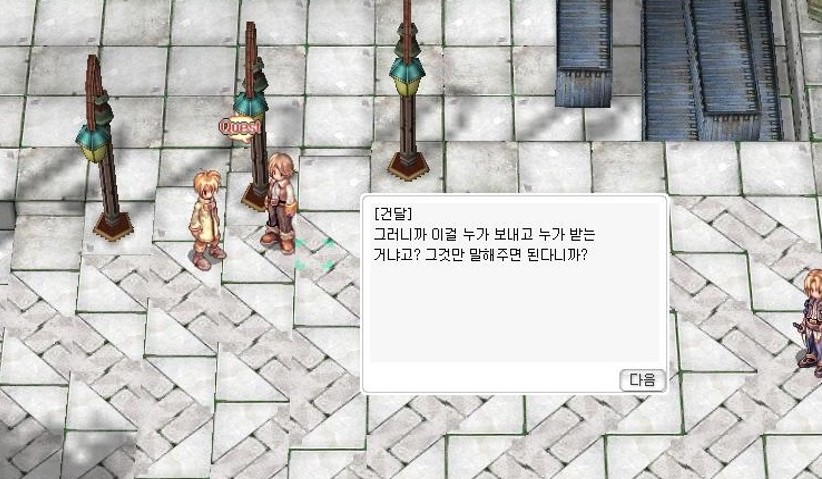 Quest
[건달]
그러니까 이걸 누가 보내고 누가 받는
거냐고? 그것만 말해주면 된다니까?
다음